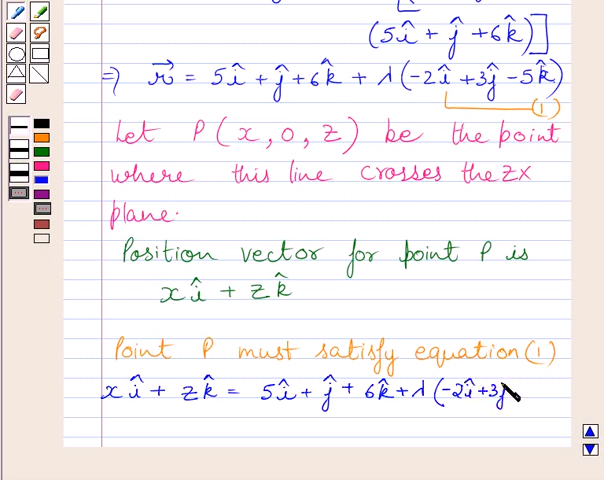 (5î + ĵ + 6k̂)]
⇒ r⃗ = 5î + ĵ + 6k̂ + λ(-2î + 3ĵ - 5k̂)
(1)
Let P(x, 0, z) be the point
where this line crosses the ZX
plane.
Position vector for point P is
xî + zk̂
Point P must satisfy equation (1)
xî + zk̂ = 5î + ĵ + 6k̂ + λ(-2î + 3j